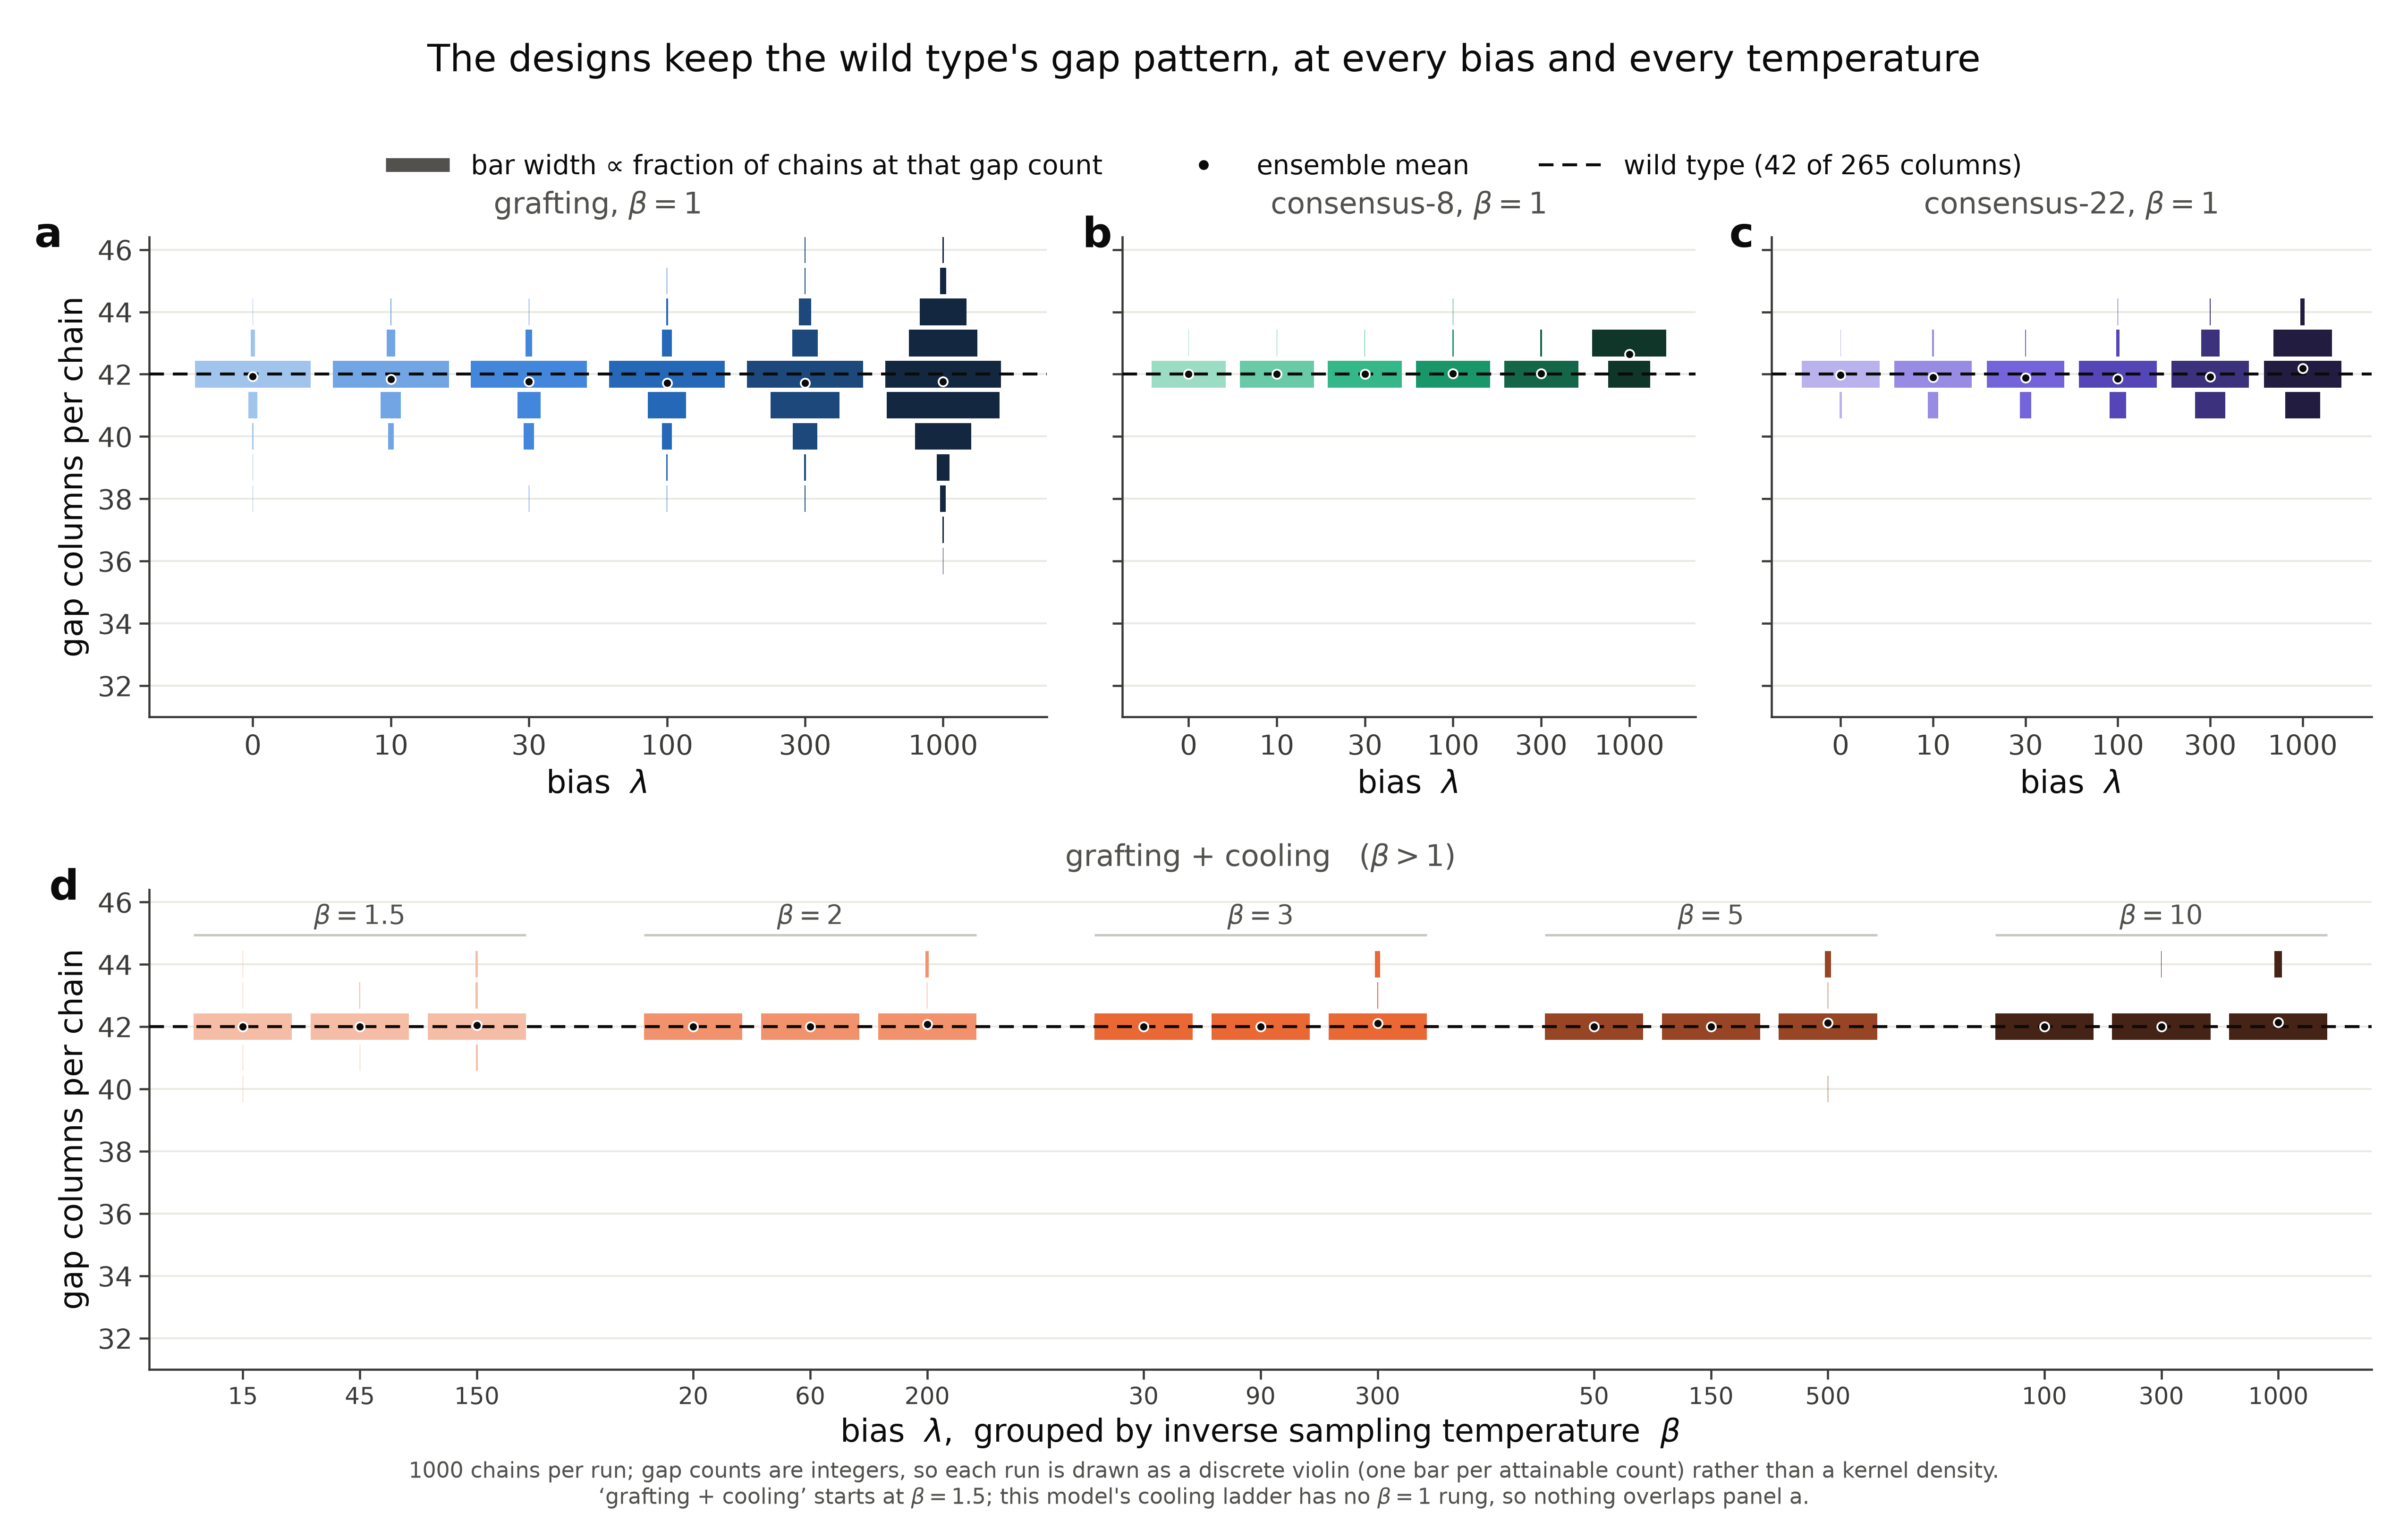 The designs keep the wild type's gap pattern, at every bias and every temperature
bar width ∝ fraction of chains at that gap count
ensemble mean
wild type (42 of 265 columns)
a
grafting, β = 1
gap columns per chain
46
44
42
40
38
36
34
32
0 10 30 100 300 1000
bias λ
b
consensus-8, β = 1
0 10 30 100 300 1000
bias λ
c
consensus-22, β = 1
0 10 30 100 300 1000
bias λ
d
grafting + cooling (β > 1)
gap columns per chain
46
44
42
40
38
36
34
32
β = 1.5
β = 2
β = 3
β = 5
β = 10
15 45 150 20 60 200 30 90 300 50 150 500 100 300 1000
bias λ, grouped by inverse sampling temperature β
1000 chains per run; gap counts are integers, so each run is drawn as a discrete violin (one bar per attainable count) rather than a kernel density.
‘grafting + cooling’ starts at β = 1.5; this model's cooling ladder has no β = 1 rung, so nothing overlaps panel a.